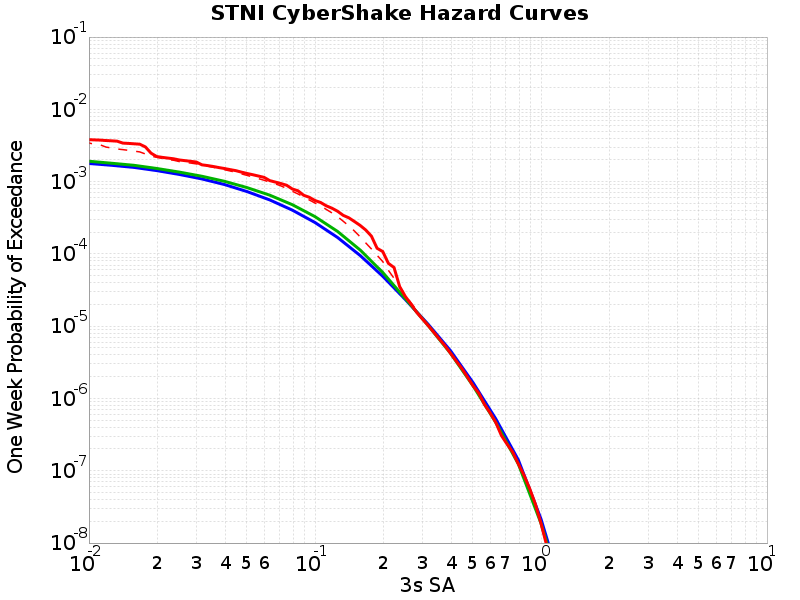 STNI CyberShake Hazard Curves
One Week Probability of Exceedance
10^-1
10^-2
10^-3
10^-4
10^-5
10^-6
10^-7
10^-8
10^-2 2 3 4 5 6 10^-1 2 3 4 5 6 7 10^0 2 3 4 5 6 7 10^1
3s SA